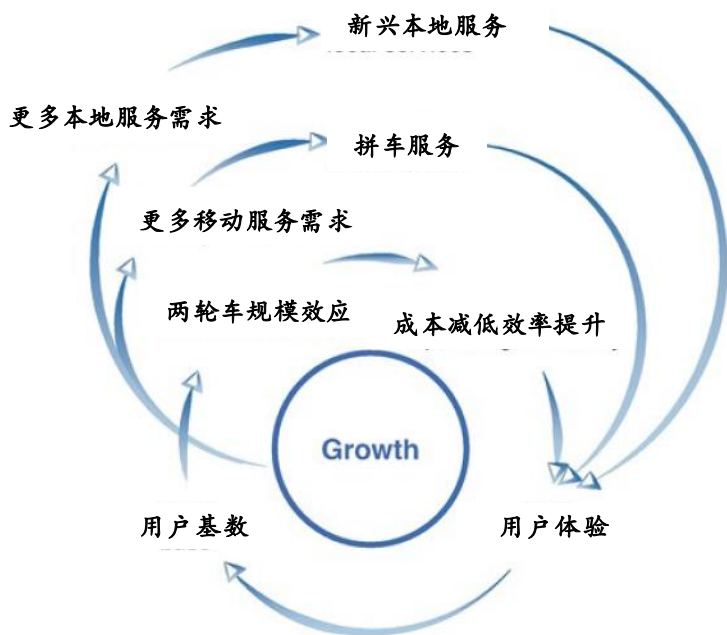 新兴本地服务
更多本地服务需求
拼车服务
更多移动服务需求
两轮车规模效应
成本减低效率提升
Growth
用户基数
用户体验